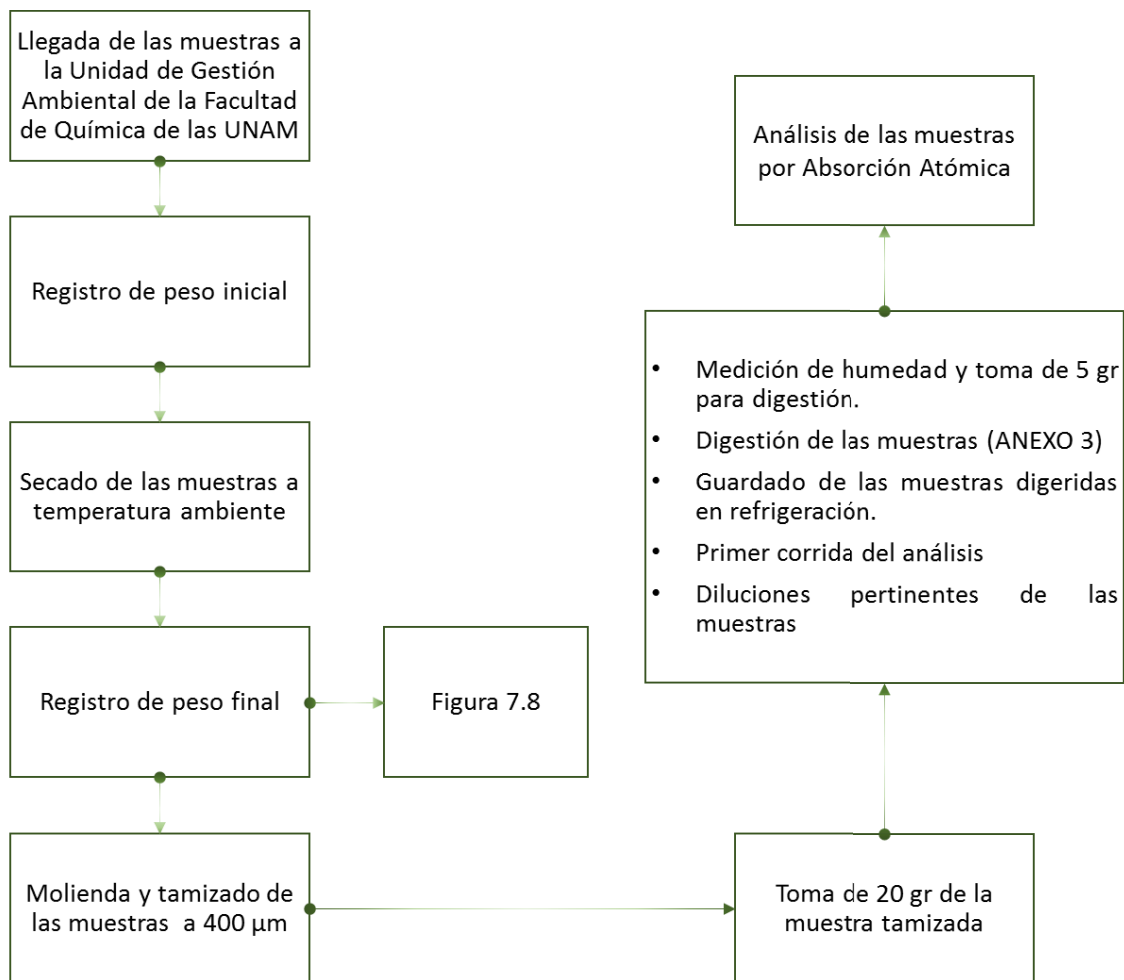 Llegada de las muestras a
la Unidad de Gestión
Ambiental de la Facultad
de Química de las UNAM
Registro de peso inicial
Secado de las muestras a
temperatura ambiente
Registro de peso final
Figura 7.8
Molienda y tamizado de
las muestras a 400 µm
Toma de 20 gr de la
muestra tamizada
• Medición de humedad y toma de 5 gr
para digestión.
• Digestión de las muestras (ANEXO 3)
• Guardado de las muestras digeridas
en refrigeración.
• Primer corrida del análisis
• Diluciones pertinentes de las
muestras
Análisis de las muestras
por Absorción Atómica